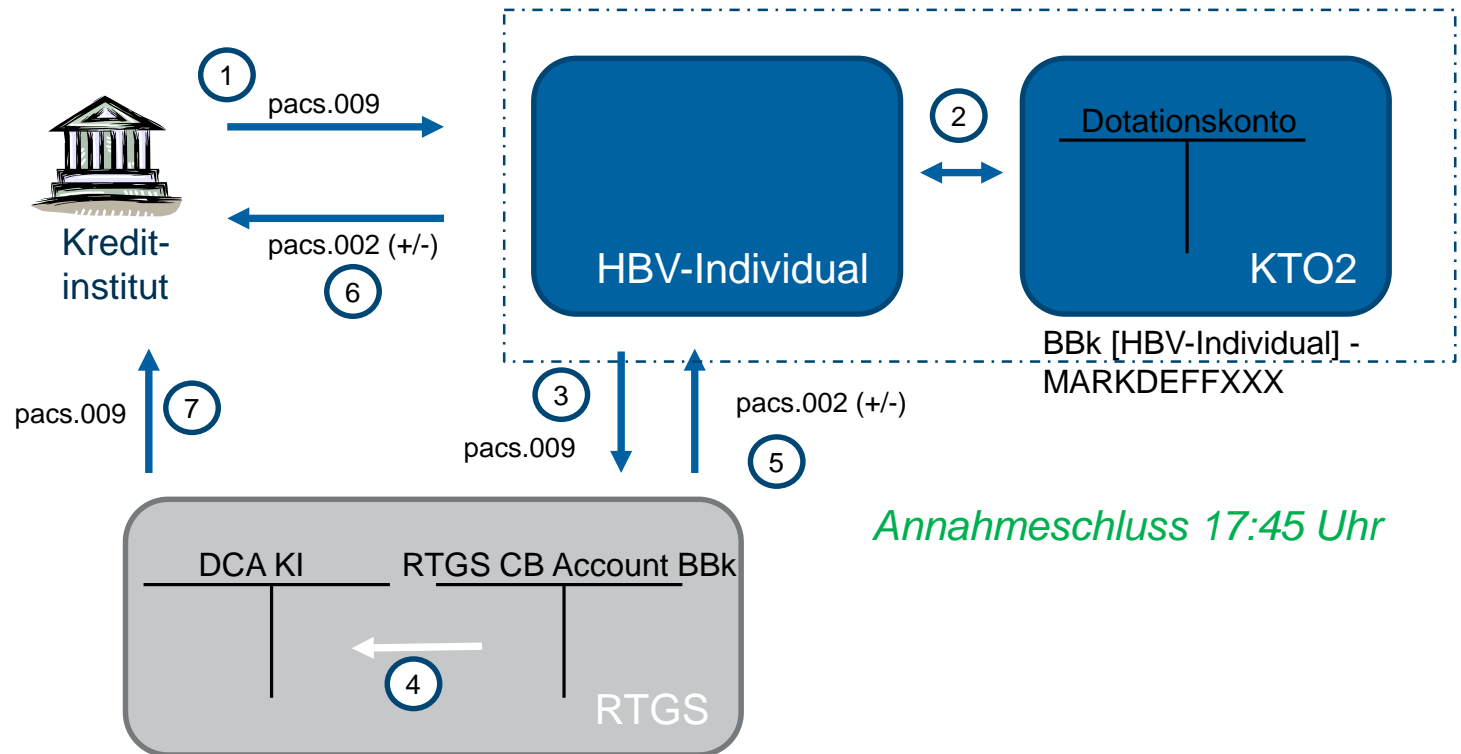 1
pacs.009
2
Dotationskonto
Kredit-
institut
pacs.002 (+/-)
6
HBV-Individual
KTO2
BBk [HBV-Individual] -
MARKDEFFXXX
pacs.009
7
3
pacs.009
pacs.002 (+/-)
5
Annahmeschluss 17:45 Uhr
DCA KI
RTGS CB Account BBk
4
RTGS